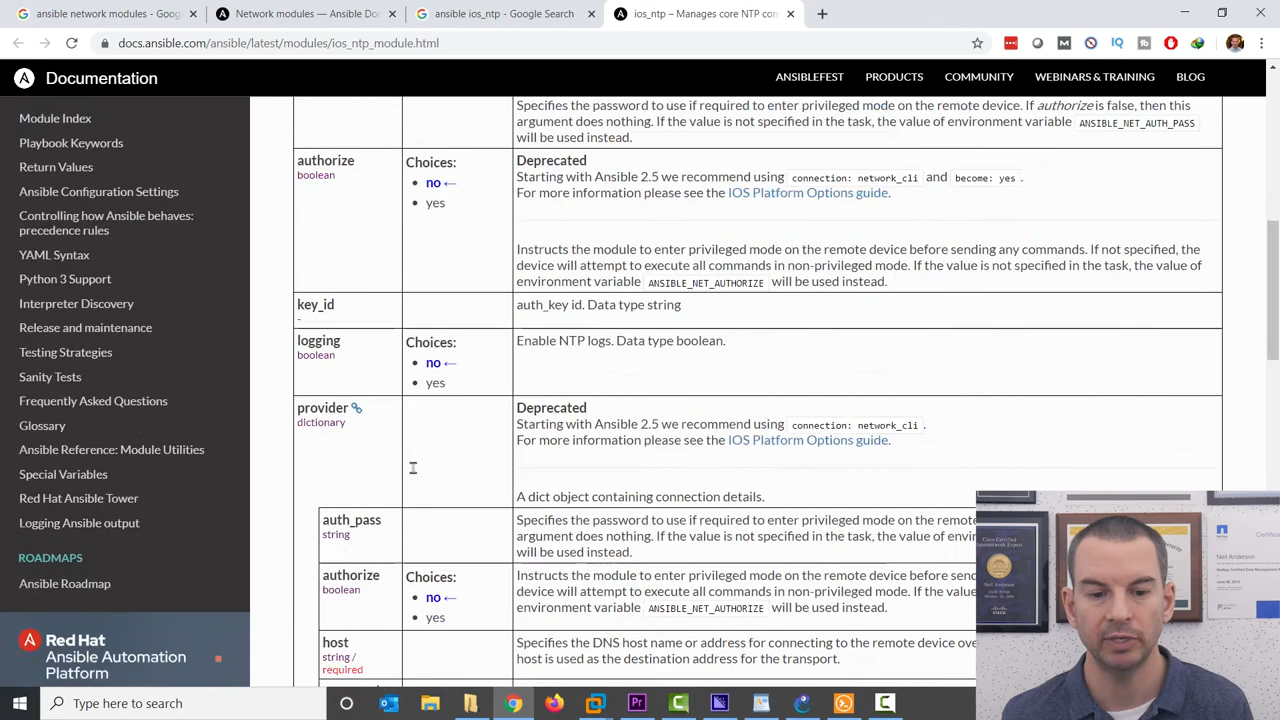 ansible network modules - Goog
Network modules — Ansible Do
ansible ios_ntp - Google Search
ios_ntp – Manages core NTP con
docs.ansible.com/ansible/latest/modules/ios_ntp_module.html
Documentation
ANSIBLEFEST
PRODUCTS
COMMUNITY
WEBINARS & TRAINING
BLOG
Module Index
Playbook Keywords
Return Values
Ansible Configuration Settings
Controlling how Ansible behaves:
precedence rules
YAML Syntax
Python 3 Support
Interpreter Discovery
Release and maintenance
Testing Strategies
Sanity Tests
Frequently Asked Questions
Glossary
Ansible Reference: Module Utilities
Special Variables
Red Hat Ansible Tower
Logging Ansible output
ROADMAPS
Ansible Roadmap
Red Hat
Ansible Automation
Platform
Specifies the password to use if required to enter privileged mode on the remote device. If authorize is false, then this
argument does nothing. If the value is not specified in the task, the value of environment variable ANSIBLE_NET_AUTH_PASS
will be used instead.
authorize
boolean
Choices:
no ←
yes
Deprecated
Starting with Ansible 2.5 we recommend using connection: network_cli and become: yes .
For more information please see the IOS Platform Options guide.
Instructs the module to enter privileged mode on the remote device before sending any commands. If not specified, the
device will attempt to execute all commands in non-privileged mode. If the value is not specified in the task, the value of
environment variable ANSIBLE_NET_AUTHORIZE will be used instead.
key_id
-
auth_key id. Data type string
logging
boolean
Choices:
no ←
yes
Enable NTP logs. Data type boolean.
provider
dictionary
Deprecated
Starting with Ansible 2.5 we recommend using connection: network_cli .
For more information please see the IOS Platform Options guide.
A dict object containing connection details.
auth_pass
string
Specifies the password to use if required to enter privileged mode on the remote
argument does nothing. If the value is not specified in the task, the value of envir
will be used instead.
authorize
boolean
Choices:
no ←
yes
Instructs the module to enter privileged mode on the remote device before send
device will attempt to execute all commands in non-privileged mode. If the value
environment variable ANSIBLE_NET_AUTHORIZE will be used instead.
host
string /
required
Specifies the DNS host name or address for connecting to the remote device ove
host is used as the destination address for the transport.
Neil Anderson
Type here to search